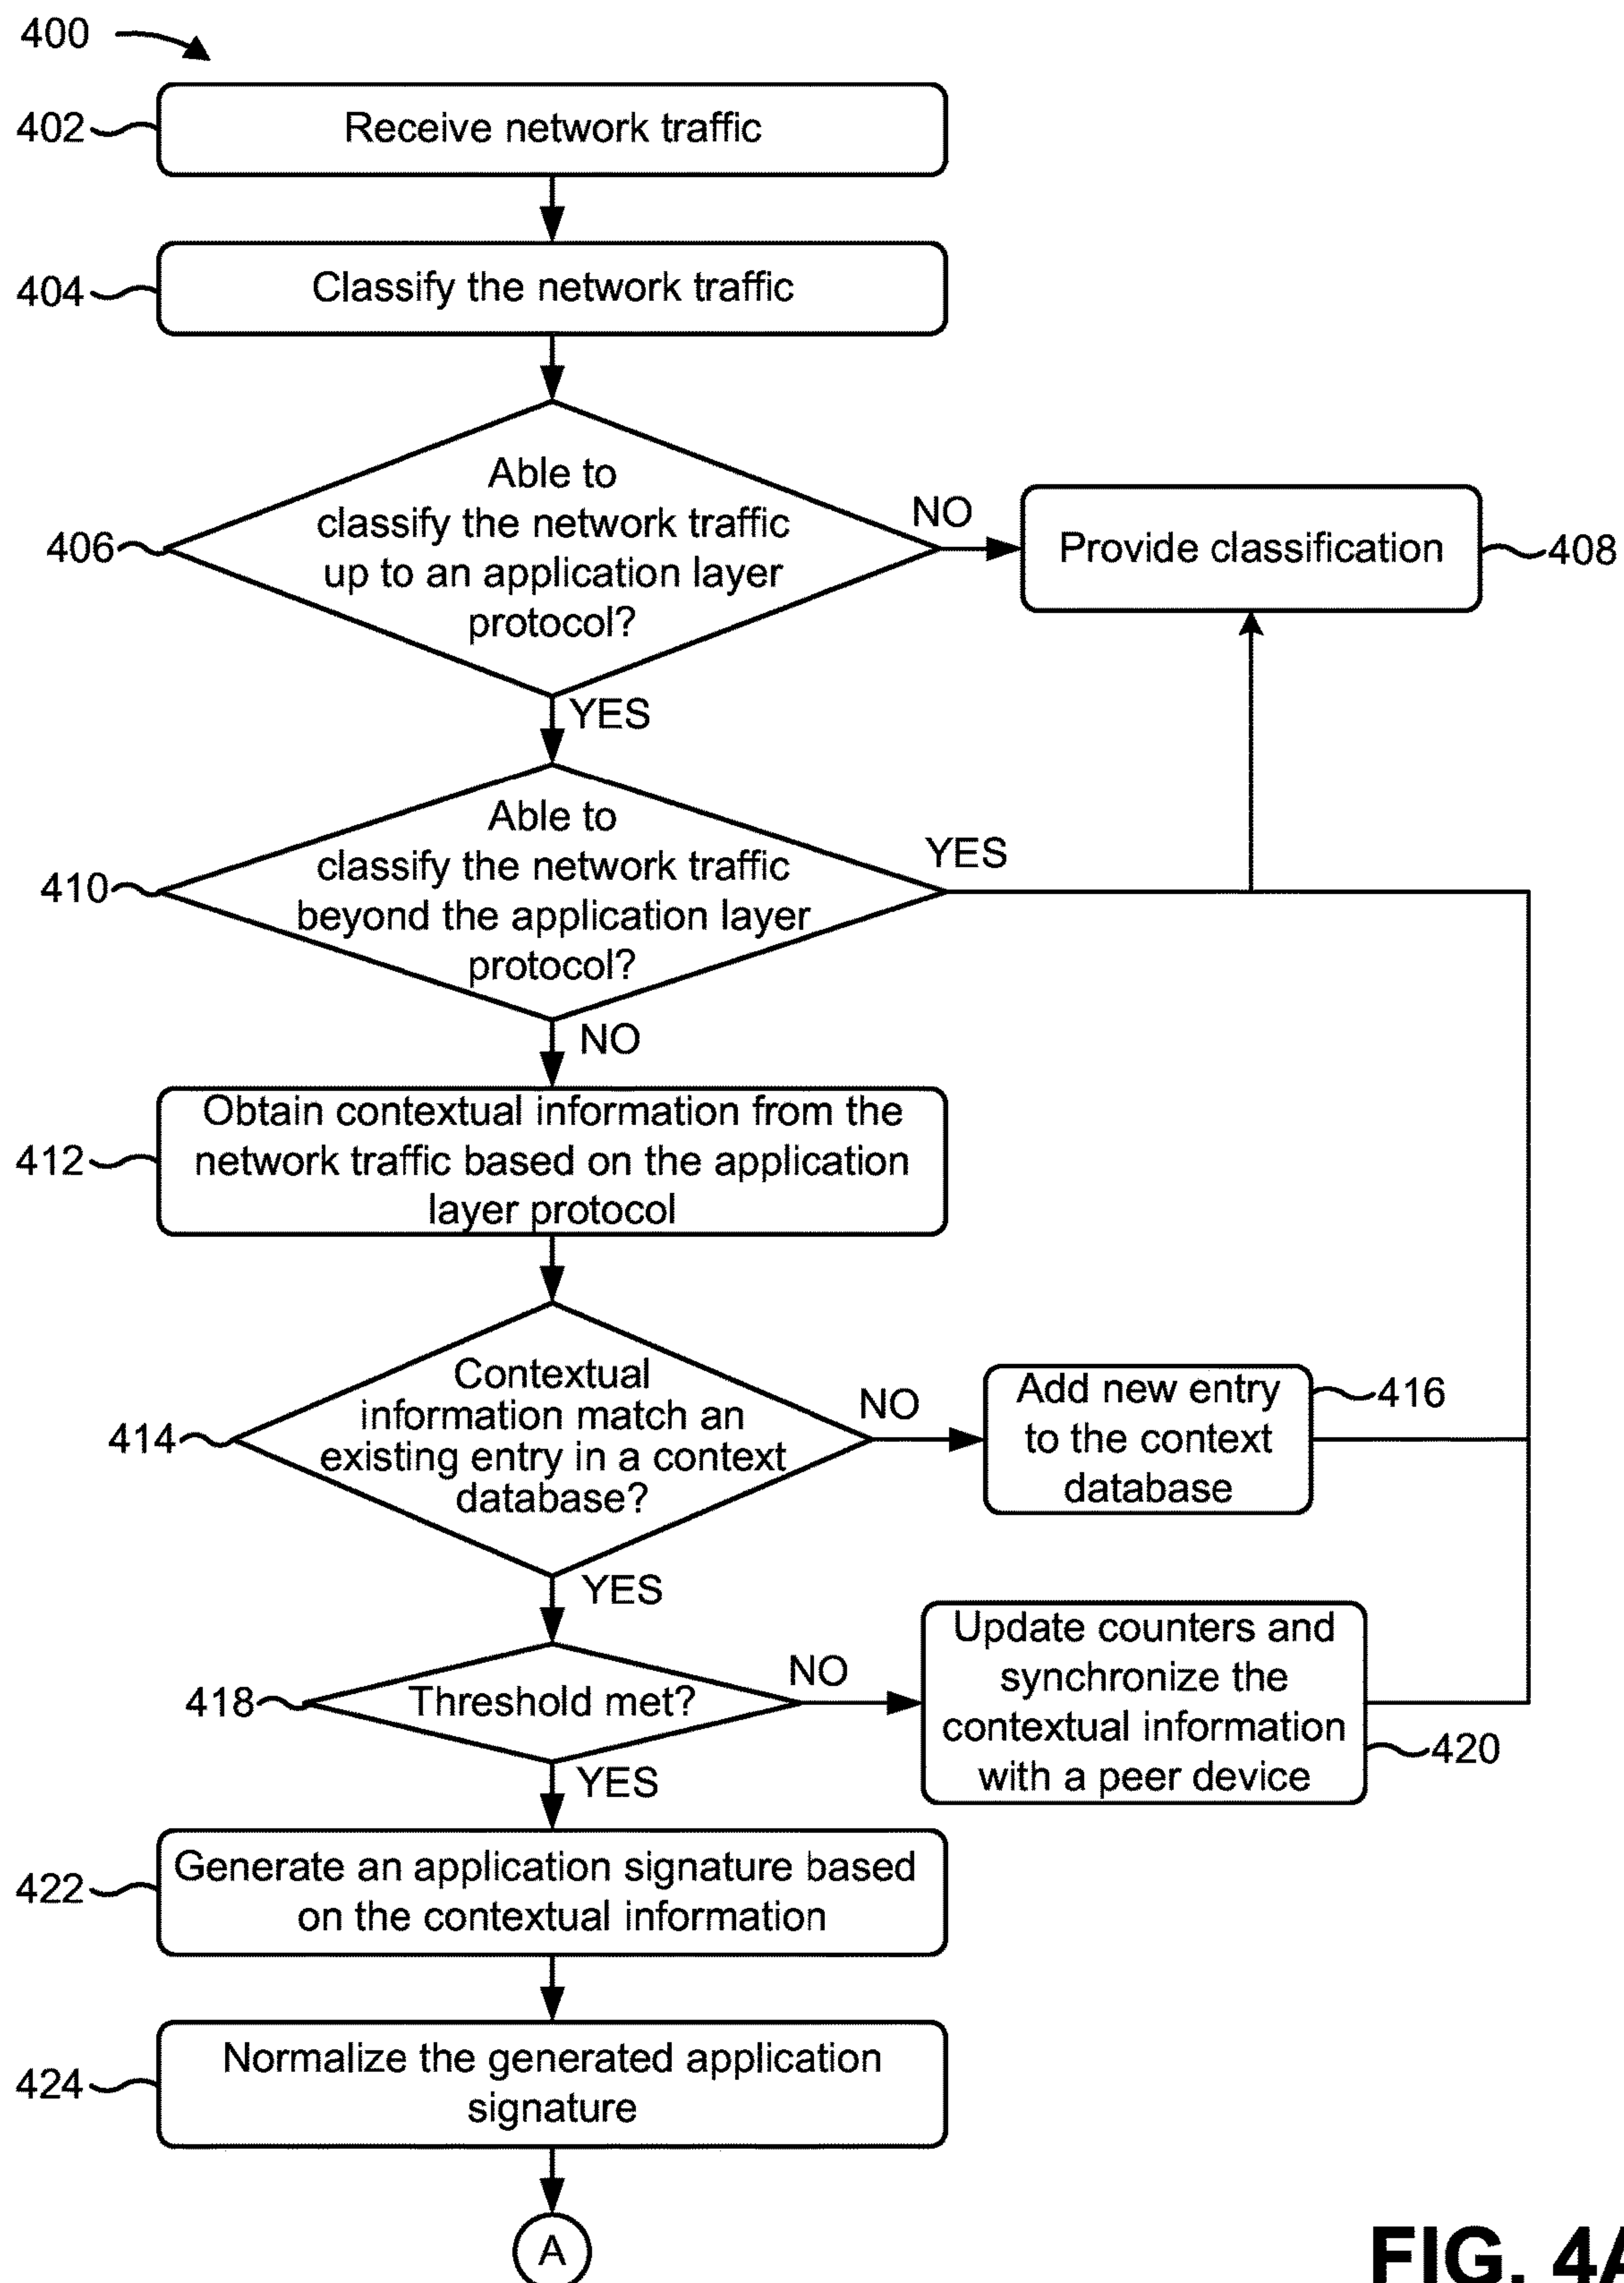 400
402
Receive network traffic
404
Classify the network traffic
406
Able to
classify the network traffic
up to an application layer
protocol?
NO
Provide classification
408
YES
410
Able to
classify the network traffic
beyond the application layer
protocol?
YES
NO
412
Obtain contextual information from the
network traffic based on the application
layer protocol
414
Contextual
information match an
existing entry in a context
database?
NO
Add new entry
to the context
database
416
YES
418
Threshold met?
NO
Update counters and
synchronize the
contextual information
with a peer device
420
YES
422
Generate an application signature based
on the contextual information
424
Normalize the generated application
signature
A
FIG. 4A